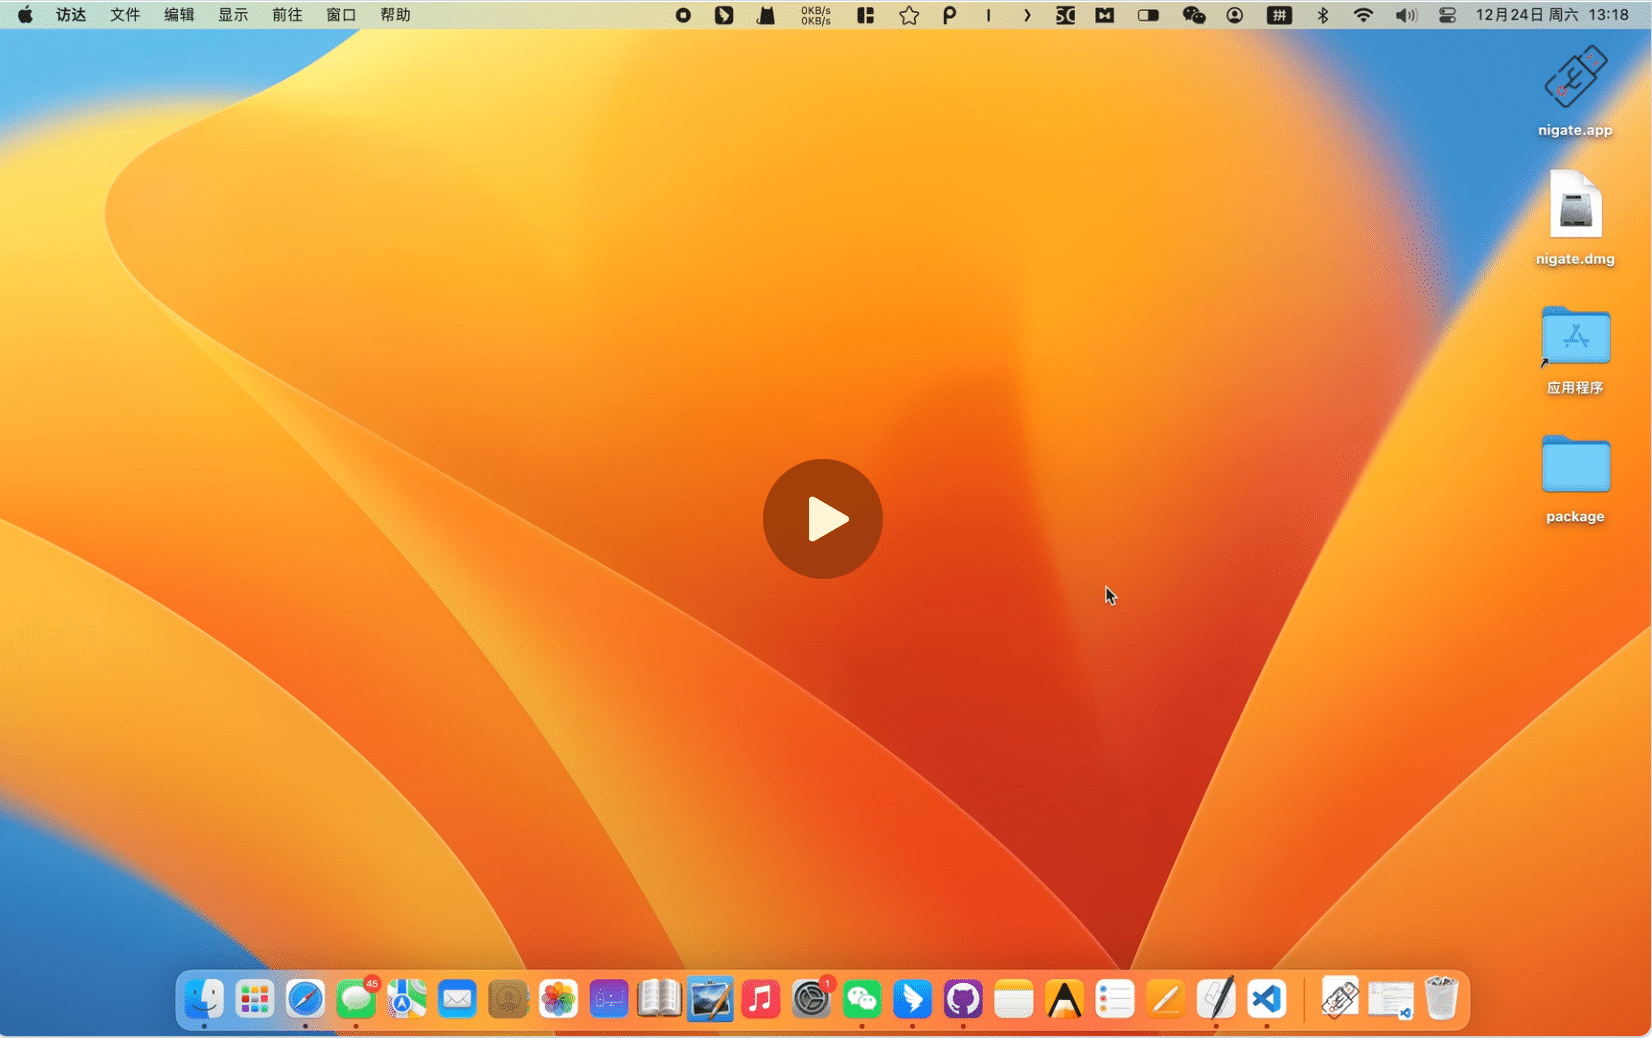 访达 文件 编辑 显示 前往 窗口 帮助 0KB/s 拼 12月24日 周六 13:18
0KB/s
nigate.app
nigate.dmg
应用程序
package
45
1